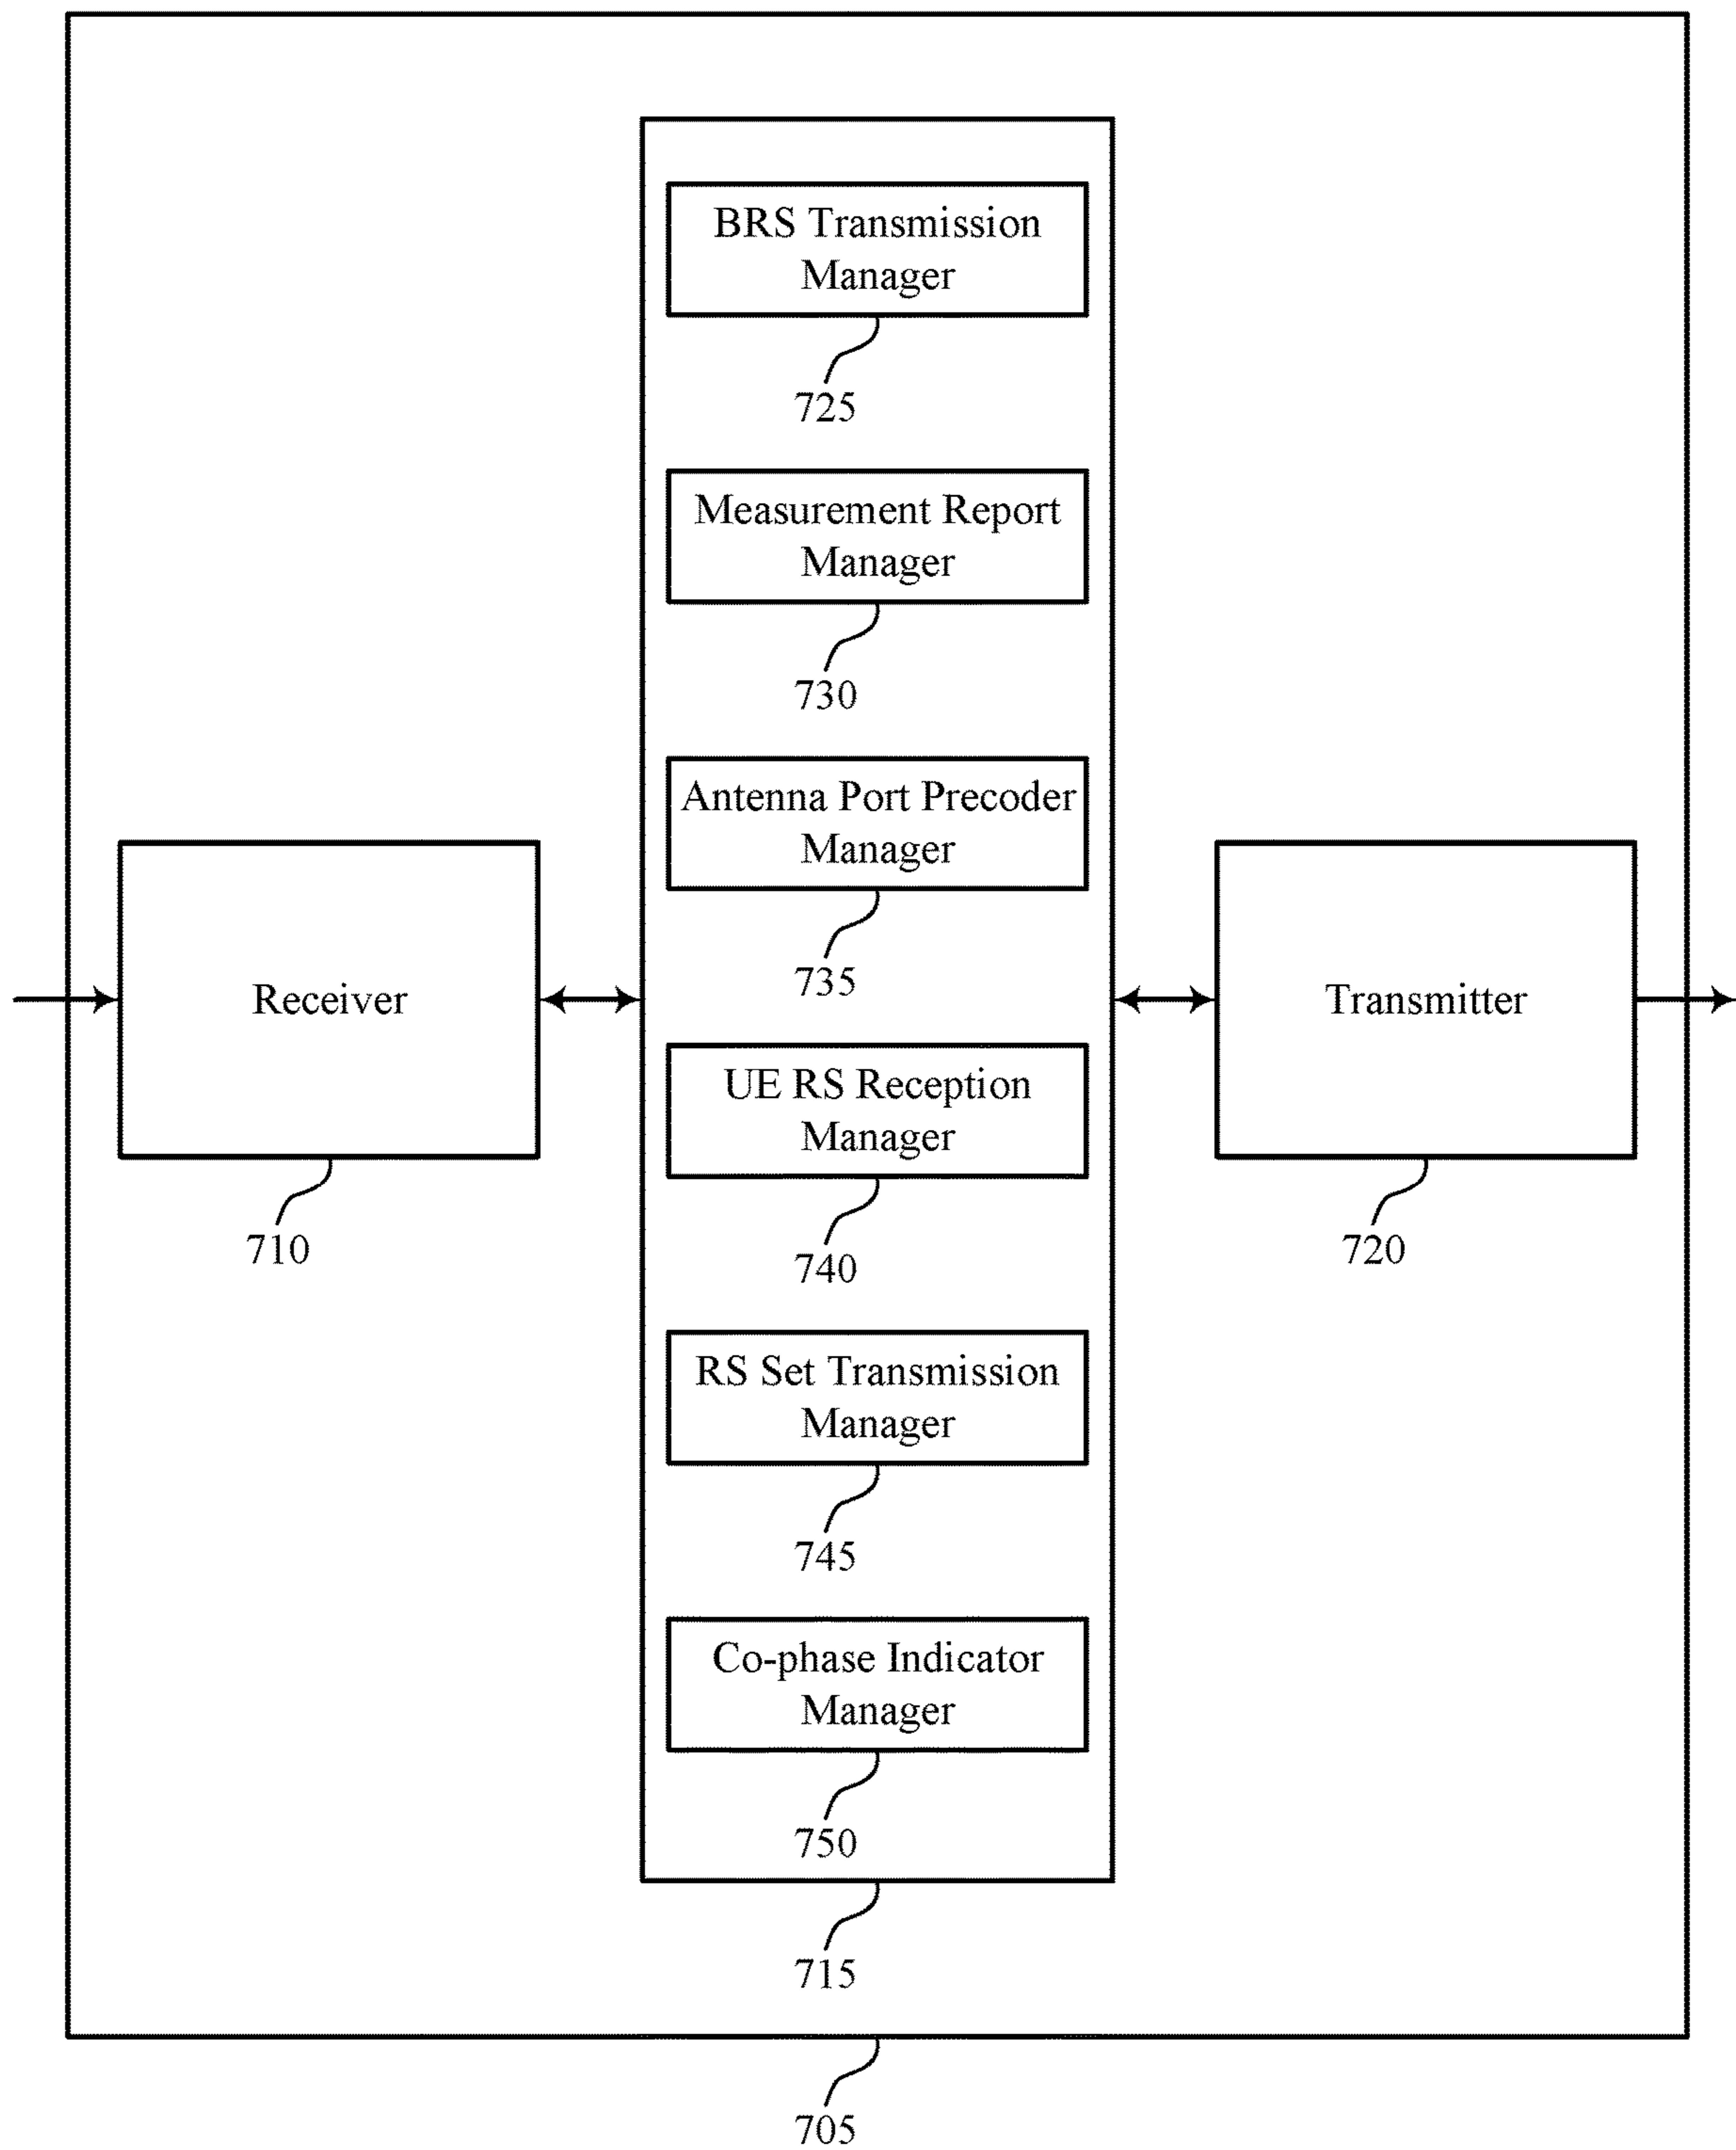 BRS Transmission
Manager
725
Measurement Report
Manager
730
Antenna Port Precoder
Manager
735
Receiver
710
UE RS Reception
Manager
740
Transmitter
720
RS Set Transmission
Manager
745
Co-phase Indicator
Manager
750
715
705